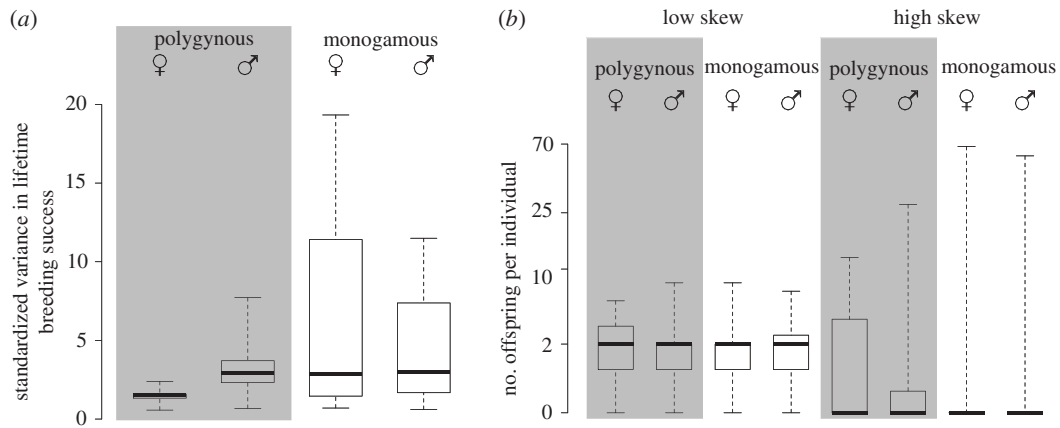 (a)
polygynous monogamous
♀ ♂ ♀ ♂
standardized variance in lifetime
breeding success
20
15
10
5
0
(b)
low skew high skew
polygynous monogamous polygynous monogamous
♀ ♂ ♀ ♂ ♀ ♂ ♀ ♂
no. offspring per individual
70
25
10
2
0